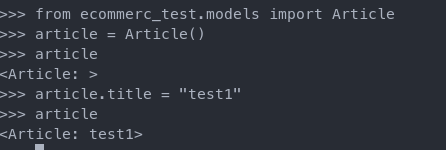 >>> from ecommerc_test.models import Article
>>> article = Article()
>>> article
<Article: >
>>> article.title = "test1"
>>> article
<Article: test1>